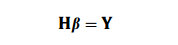 𝐇𝜷 = 𝐘